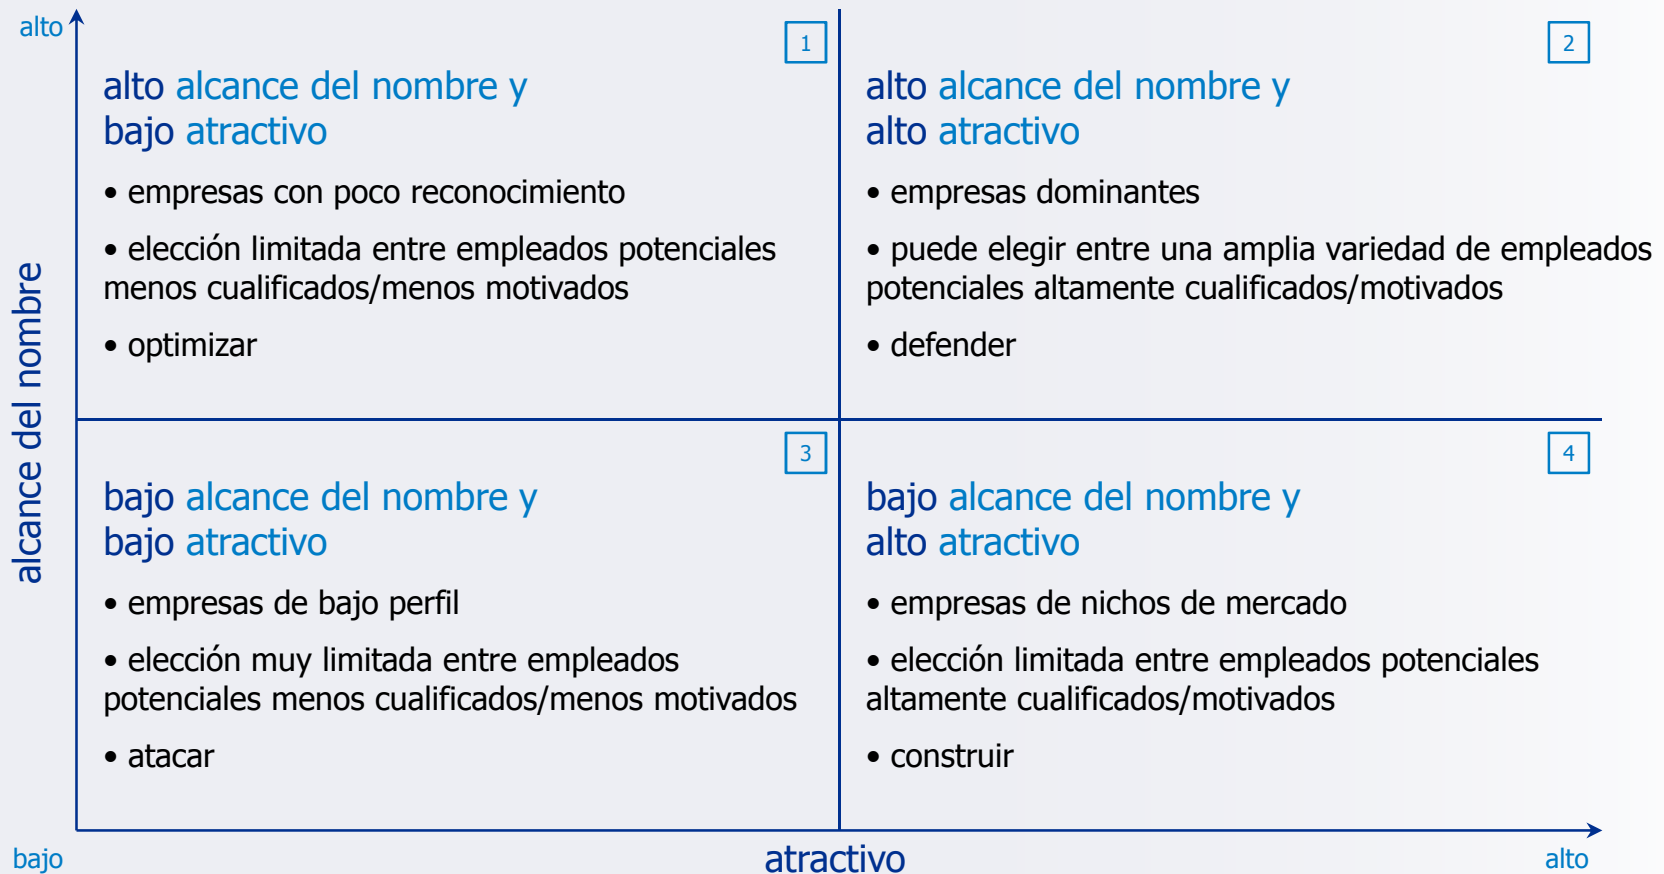 alto
1
alto alcance del nombre y
bajo atractivo
• empresas con poco reconocimiento
• elección limitada entre empleados potenciales
menos cualificados/menos motivados
• optimizar
2
alto alcance del nombre y
alto atractivo
• empresas dominantes
• puede elegir entre una amplia variedad de empleados
potenciales altamente cualificados/motivados
• defender
alcance del nombre
3
bajo alcance del nombre y
bajo atractivo
• empresas de bajo perfil
• elección muy limitada entre empleados
potenciales menos cualificados/menos motivados
• atacar
4
bajo alcance del nombre y
alto atractivo
• empresas de nichos de mercado
• elección limitada entre empleados potenciales
altamente cualificados/motivados
• construir
bajo
atractivo
alto